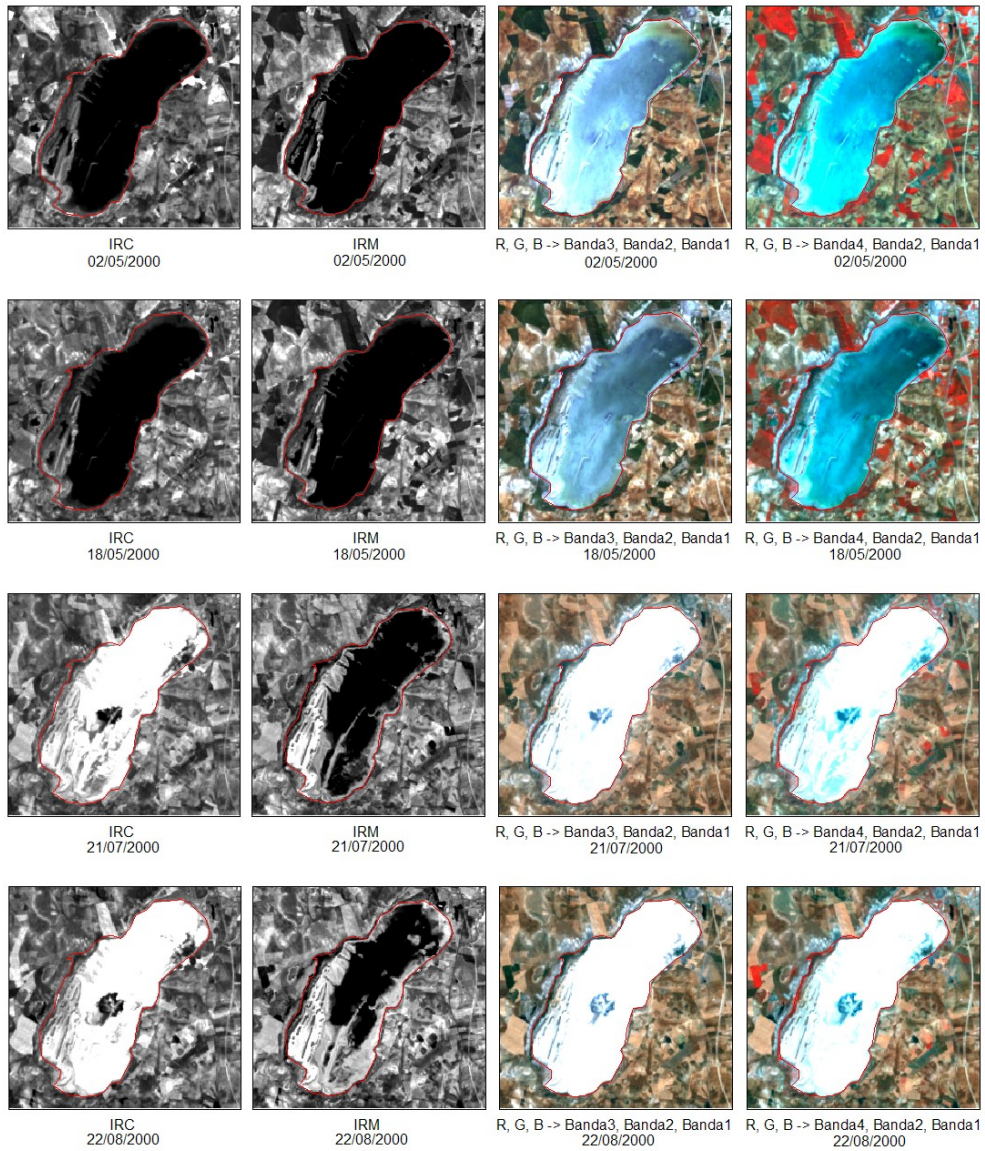 IRC
02/05/2000
IRM
02/05/2000
R, G, B -> Banda3, Banda2, Banda1
02/05/2000
R, G, B -> Banda4, Banda2, Banda1
02/05/2000
IRC
18/05/2000
IRM
18/05/2000
R, G, B -> Banda3, Banda2, Banda1
18/05/2000
R, G, B -> Banda4, Banda2, Banda1
18/05/2000
IRC
21/07/2000
IRM
21/07/2000
R, G, B -> Banda3, Banda2, Banda1
21/07/2000
R, G, B -> Banda4, Banda2, Banda1
21/07/2000
IRC
22/08/2000
IRM
22/08/2000
R, G, B -> Banda3, Banda2, Banda1
22/08/2000
R, G, B -> Banda4, Banda2, Banda1
22/08/2000